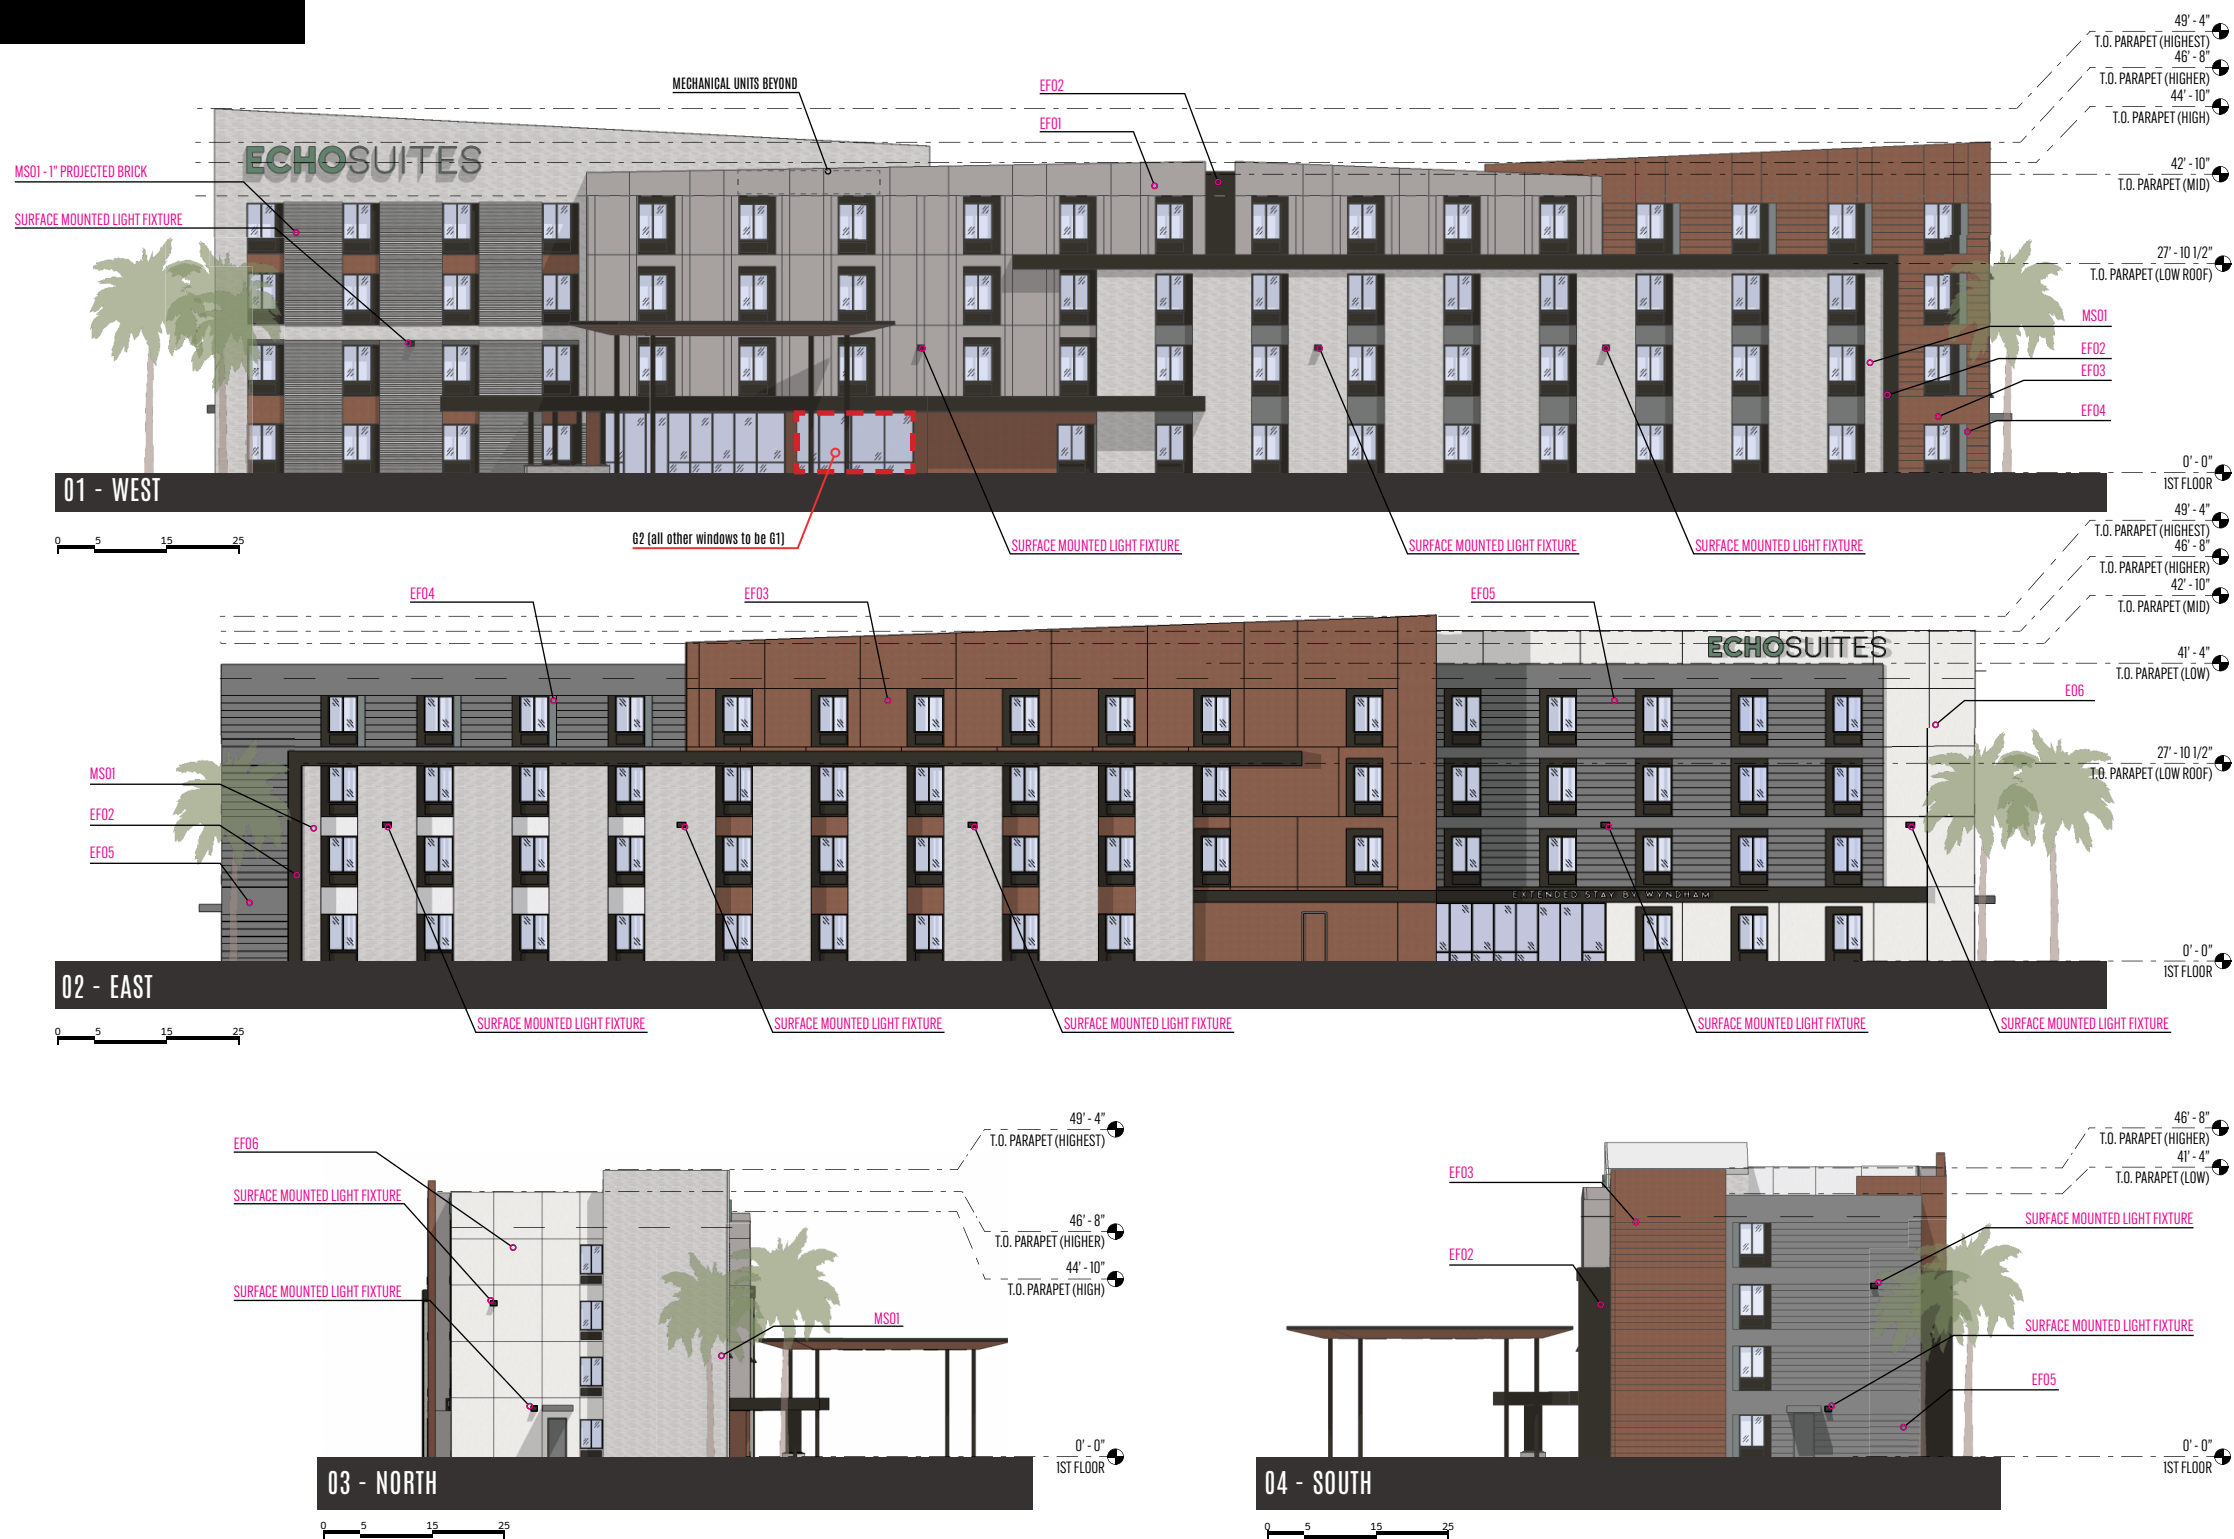 49' - 4"
T.O. PARAPET (HIGHEST)
46' - 8"
T.O. PARAPET (HIGHER)
44' - 10"
T.O. PARAPET (HIGH)
MECHANICAL UNITS BEYOND
EF02
EF01
ECHOSUITES
MS01 - 1" PROJECTED BRICK
SURFACE MOUNTED LIGHT FIXTURE
42' - 10"
T.O. PARAPET (MID)
27' - 10 1/2"
T.O. PARAPET (LOW ROOF)
MS01
EF02
EF03
EF04
0' - 0"
1ST FLOOR
01 - WEST
0 5 15 25
G2 (all other windows to be G1)
SURFACE MOUNTED LIGHT FIXTURE
SURFACE MOUNTED LIGHT FIXTURE
SURFACE MOUNTED LIGHT FIXTURE
49' - 4"
T.O. PARAPET (HIGHEST)
46' - 8"
T.O. PARAPET (HIGHER)
42' - 10"
T.O. PARAPET (MID)
EF04
EF03
EF05
ECHOSUITES
41' - 4"
T.O. PARAPET (LOW)
E06
27' - 10 1/2"
T.O. PARAPET (LOW ROOF)
MS01
EF02
EF05
EXTENDED STAY BY WYNDHAM
0' - 0"
1ST FLOOR
02 - EAST
0 5 15 25
SURFACE MOUNTED LIGHT FIXTURE
SURFACE MOUNTED LIGHT FIXTURE
SURFACE MOUNTED LIGHT FIXTURE
SURFACE MOUNTED LIGHT FIXTURE
SURFACE MOUNTED LIGHT FIXTURE
49' - 4"
T.O. PARAPET (HIGHEST)
EF06
SURFACE MOUNTED LIGHT FIXTURE
46' - 8"
T.O. PARAPET (HIGHER)
44' - 10"
T.O. PARAPET (HIGH)
SURFACE MOUNTED LIGHT FIXTURE
MS01
0' - 0"
1ST FLOOR
03 - NORTH
0 5 15 25
46' - 8"
T.O. PARAPET (HIGHER)
41' - 4"
T.O. PARAPET (LOW)
EF03
SURFACE MOUNTED LIGHT FIXTURE
EF02
SURFACE MOUNTED LIGHT FIXTURE
EF05
0' - 0"
1ST FLOOR
04 - SOUTH
0 5 15 25